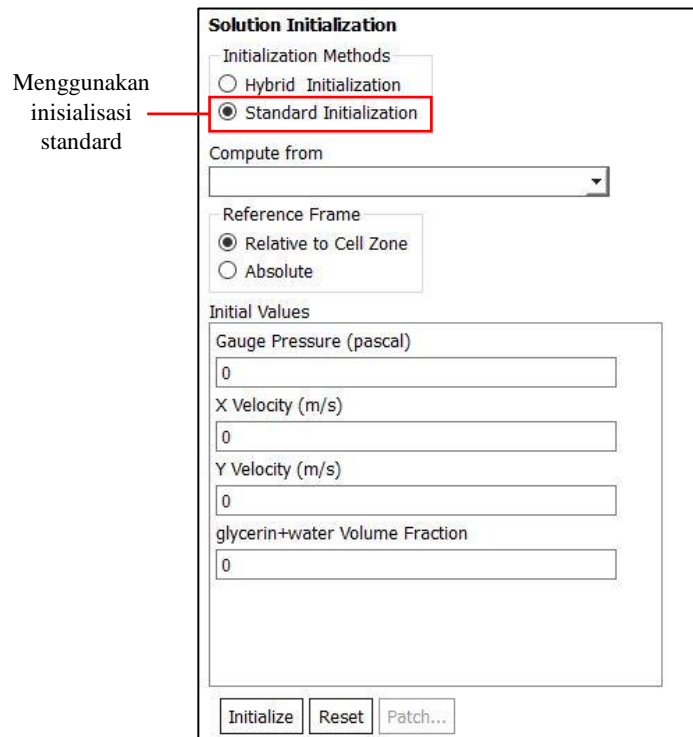 Solution Initialization
Initialization Methods
Hybrid Initialization
Standard Initialization
Menggunakan
inisialisasi
standard
Compute from
Reference Frame
Relative to Cell Zone
Absolute
Initial Values
Gauge Pressure (pascal)
0
X Velocity (m/s)
0
Y Velocity (m/s)
0
glycerin+water Volume Fraction
0
Initialize Reset Patch...